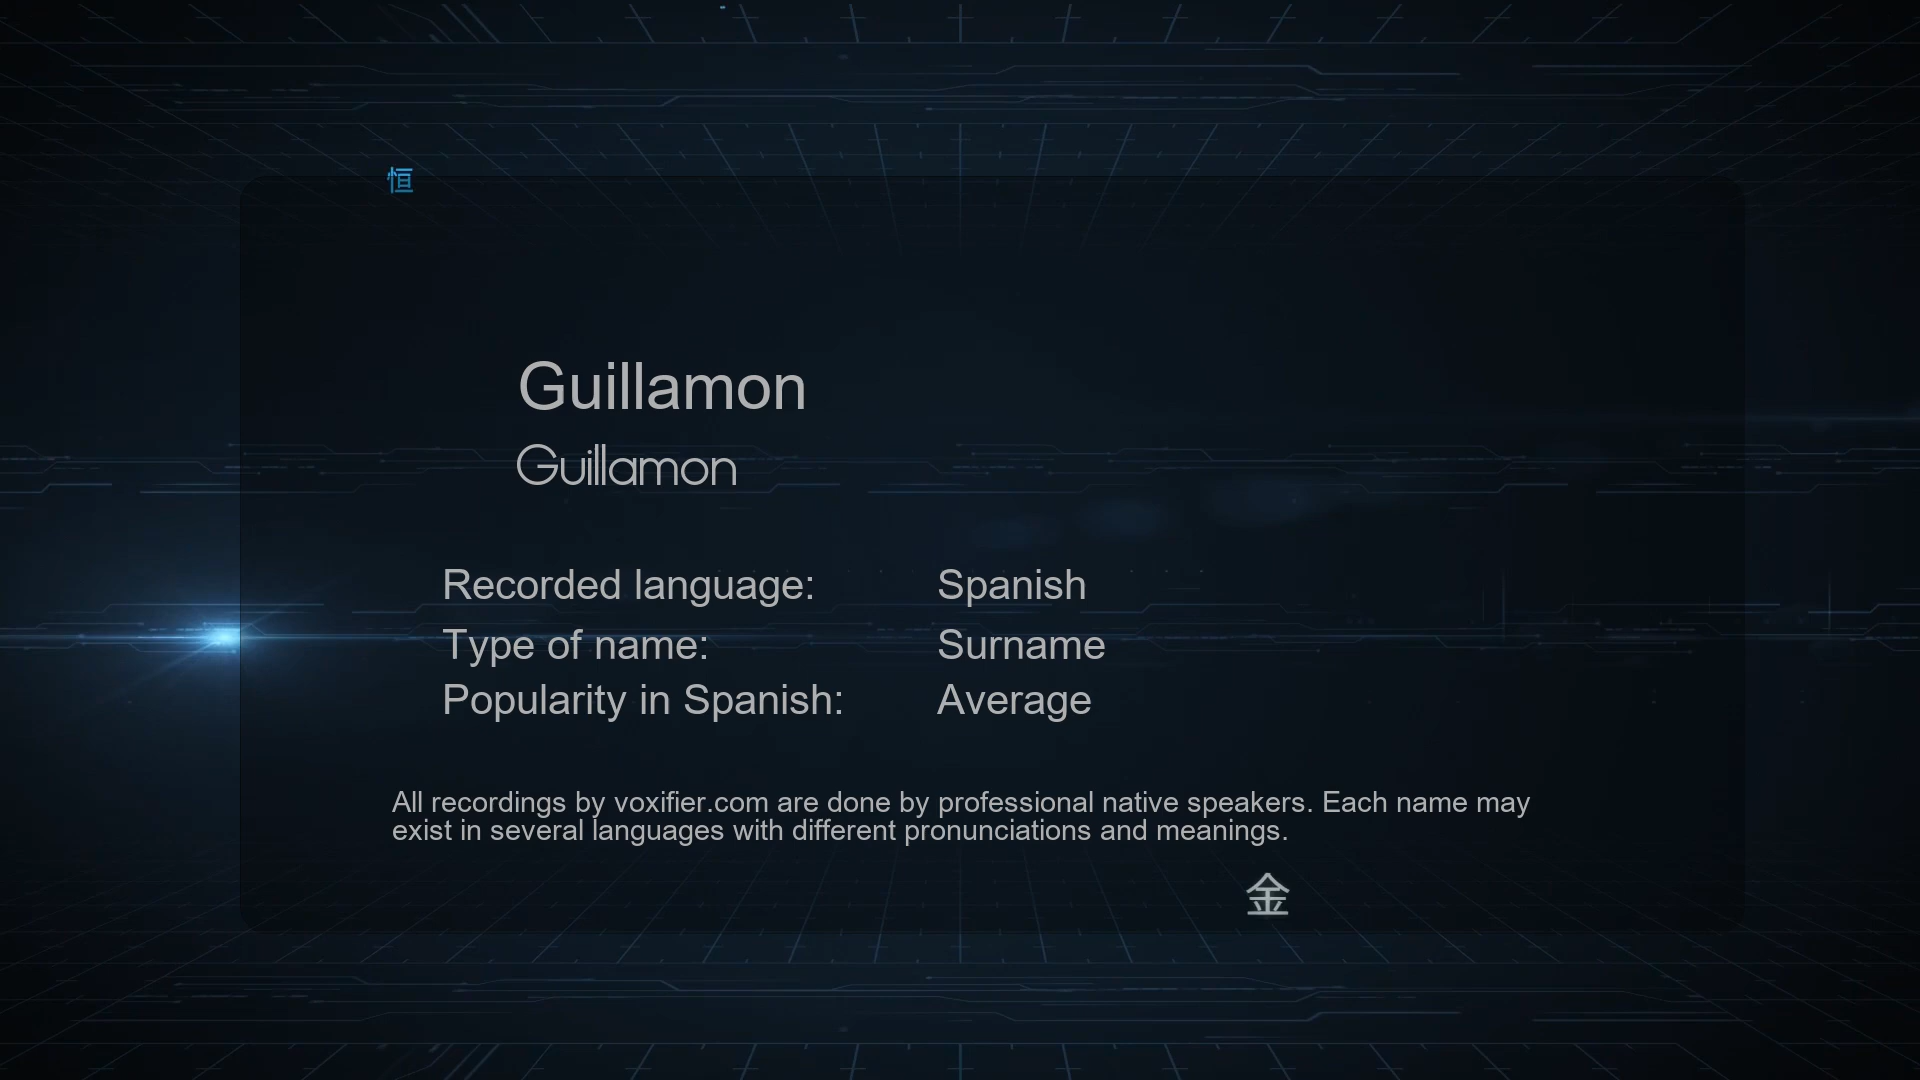 恒
Guillamon
Guillamon
Recorded language: Spanish
Type of name: Surname
Popularity in Spanish: Average
All recordings by voxifier.com are done by professional native speakers. Each name may
exist in several languages with different pronunciations and meanings.
金